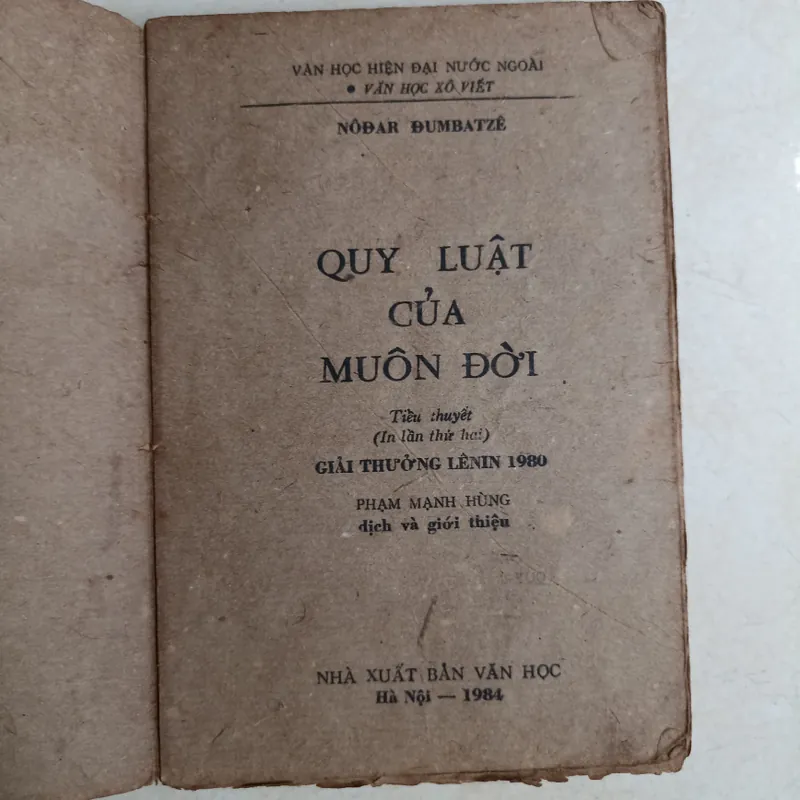 VĂN HỌC HIỆN ĐẠI NƯỚC NGOÀI
• VĂN HỌC XÔ VIẾT
NÔĐAR ĐUMBATZÊ
QUY LUẬT
CỦA
MUÔN ĐỜI
Tiểu thuyết
(In lần thứ hai)
GIẢI THƯỞNG LÊNIN 1980
PHẠM MẠNH HÙNG
dịch và giới thiệu
NHÀ XUẤT BẢN VĂN HỌC
Hà Nội — 1984